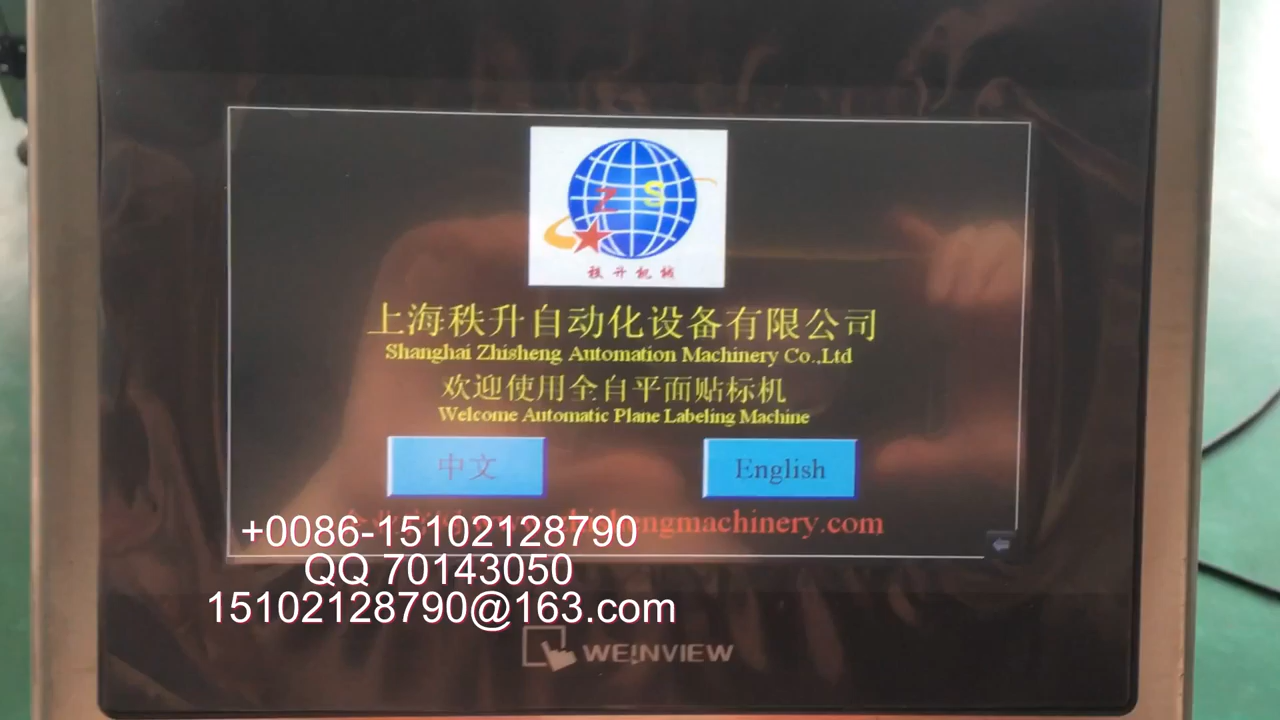 Z S
秩升机械
上海秩升自动化设备有限公司
Shanghai Zhisheng Automation Machinery Co.,Ltd
欢迎使用全自平面贴标机
Welcome Automatic Plane Labeling Machine
中文 English
zhishengmachinery.com
+0086-15102128790
QQ 70143050
15102128790@163.com
WEINVIEW